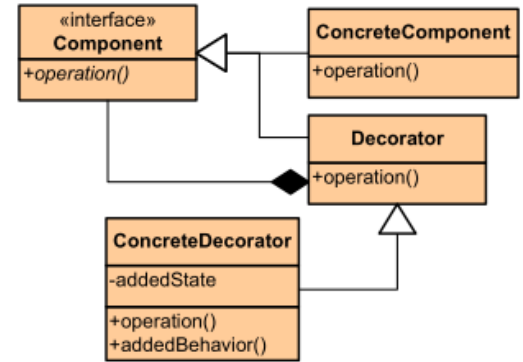 «interface»
Component
+operation()
ConcreteComponent
+operation()
Decorator
+operation()
ConcreteDecorator
-addedState
+operation()
+addedBehavior()